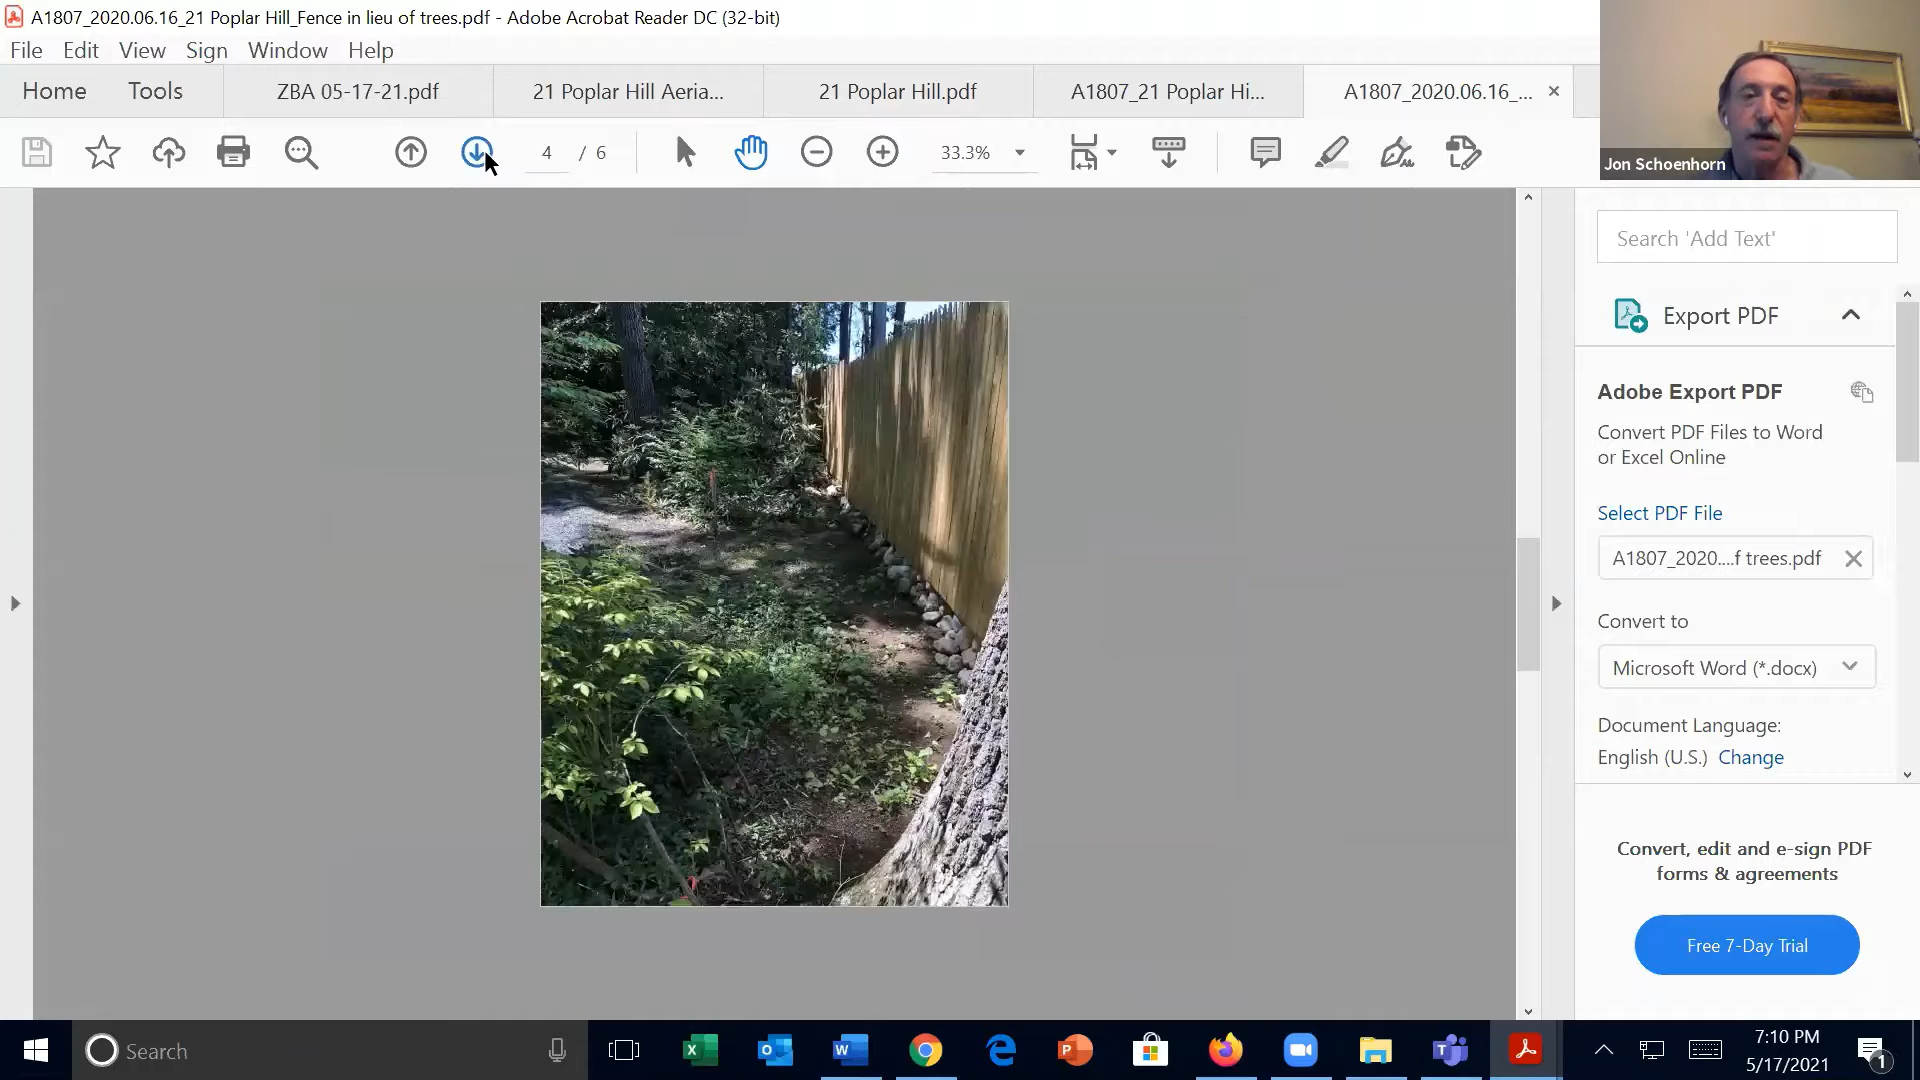 A1807_2020.06.16_21 Poplar Hill_Fence in lieu of trees.pdf - Adobe Acrobat Reader DC (32-bit)
File Edit View Sign Window Help
Home Tools ZBA 05-17-21.pdf 21 Poplar Hill Aeria... 21 Poplar Hill.pdf A1807_21 Poplar Hi... A1807_2020.06.16_...
4 / 6 33.3%
Jon Schoenhorn
Search 'Add Text'
Export PDF
Adobe Export PDF
Convert PDF Files to Word
or Excel Online
Select PDF File
A1807_2020....f trees.pdf
Convert to
Microsoft Word (*.docx)
Document Language:
English (U.S.) Change
Convert, edit and e-sign PDF
forms & agreements
Free 7-Day Trial
Search
7:10 PM
5/17/2021
1